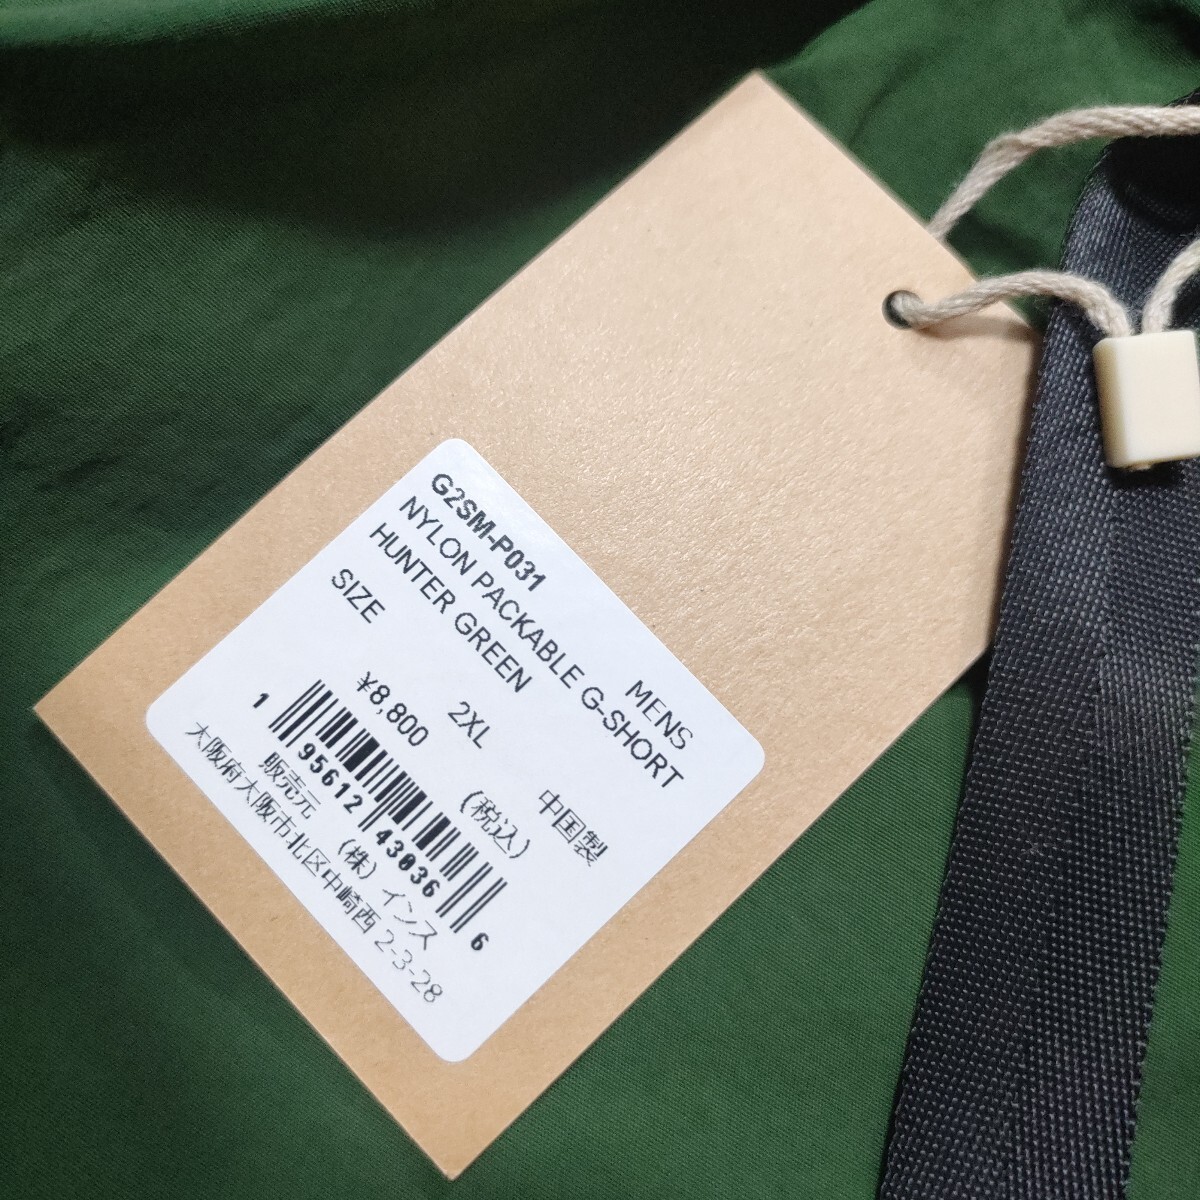 G2SM-P031 MENS
NYLON PACKABLE G-SHORT
HUNTER GREEN
SIZE 2XL 中国製
¥8,800 (税込)
1 95612 43036 6
販売元 (株)インス
大阪府大阪市北区中崎西2-3-28